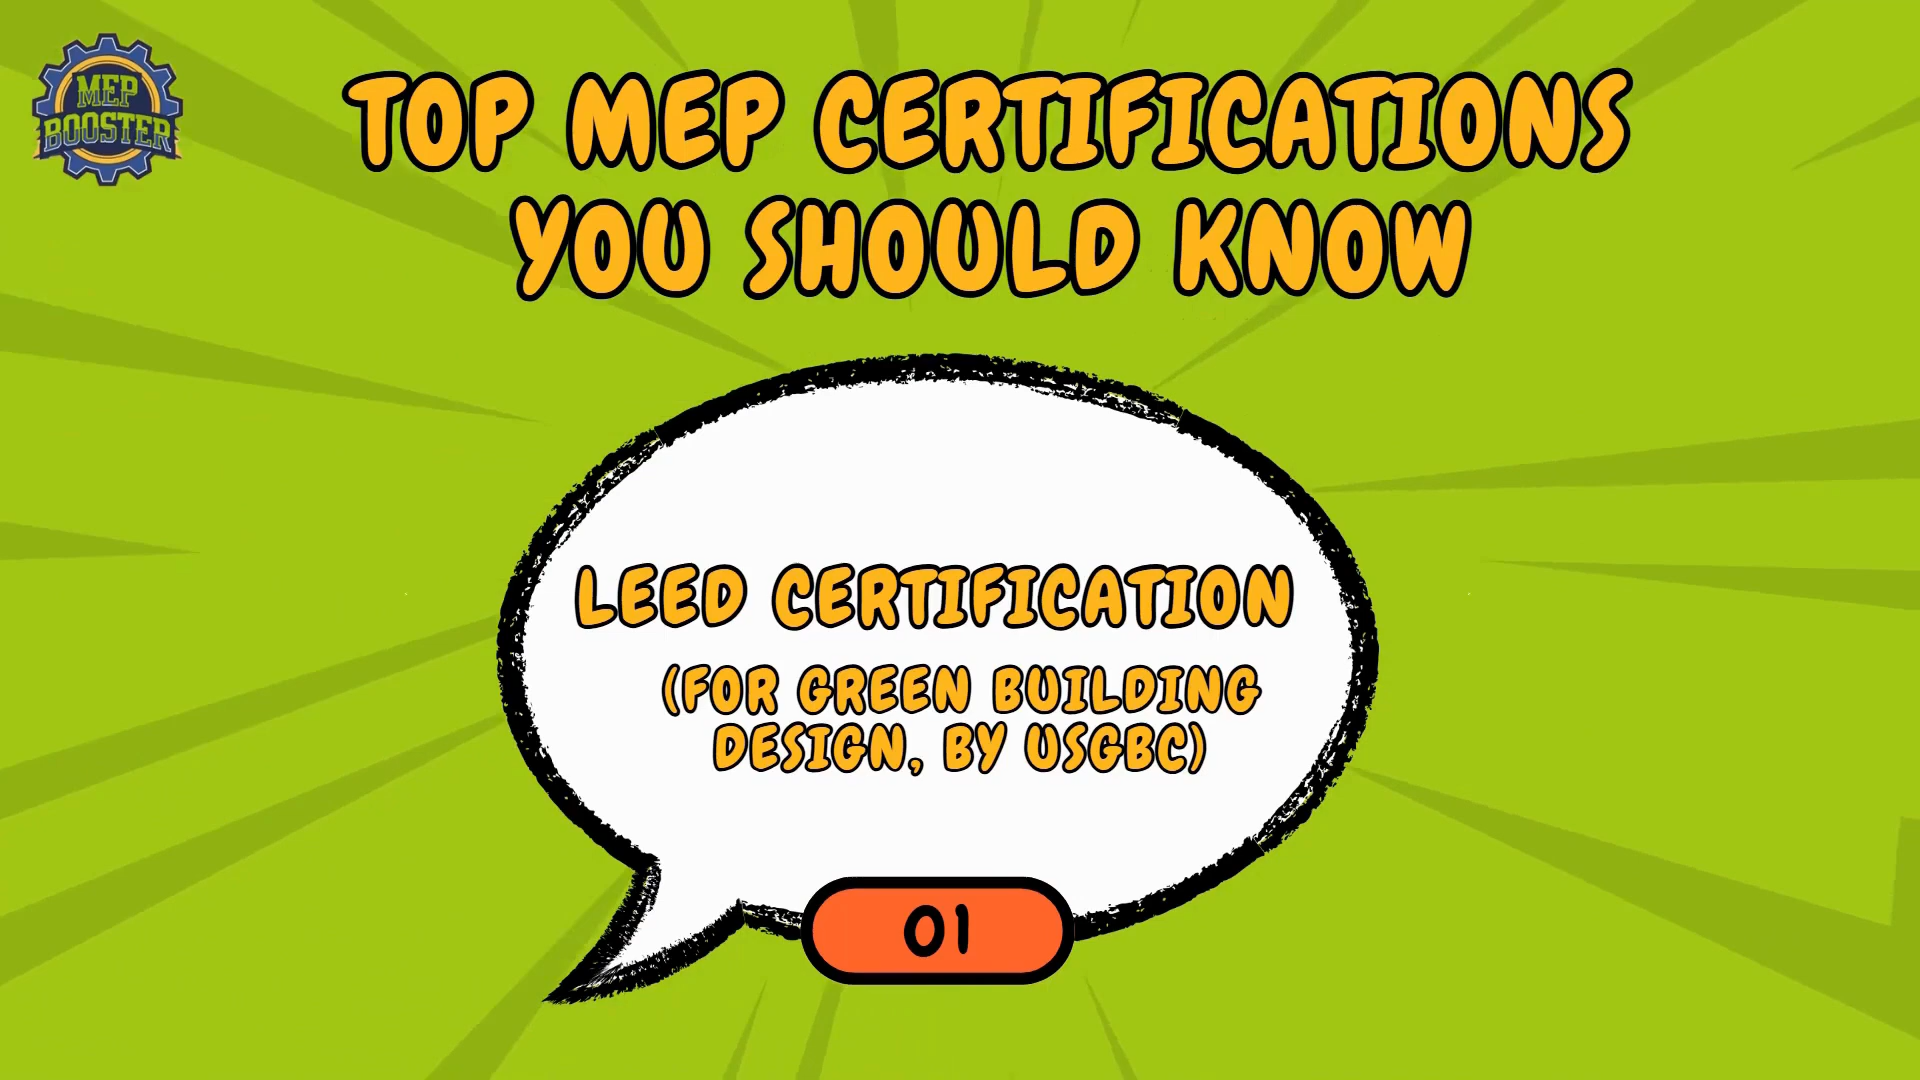 MEP
BOOSTER
TOP MEP CERTIFICATIONS
YOU SHOULD KNOW
LEED CERTIFICATION
(FOR GREEN BUILDING
DESIGN, BY USGBC)
01